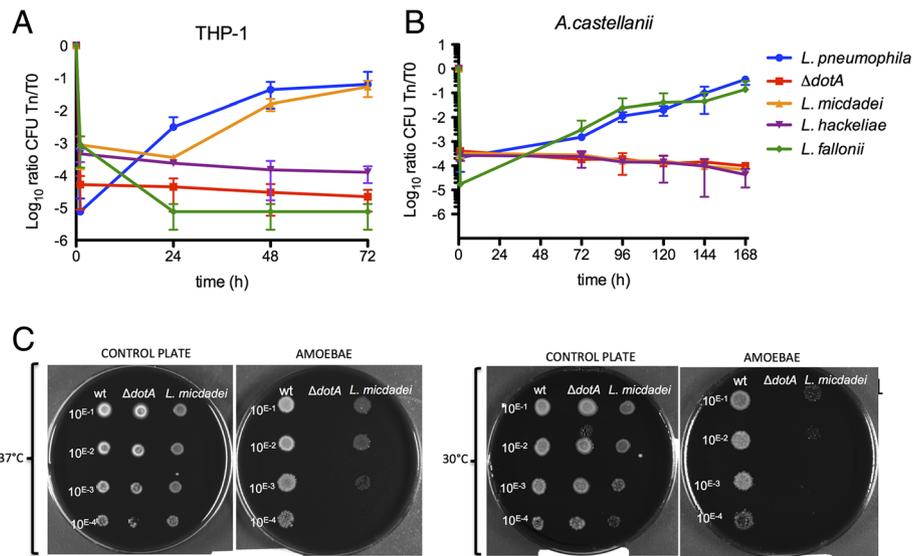 A
THP-1
Log10 ratio CFU Tn/T0
0
-1
-2
-3
-4
-5
-6
0 24 48 72
time (h)
B
A.castellanii
Log10 ratio CFU Tn/T0
1
0
-1
-2
-3
-4
-5
-6
0 24 48 72 96 120 144 168
time (h)
L. pneumophila
ΔdotA
L. micdadei
L. hackeliae
L. fallonii
C
CONTROL PLATE
AMOEBAE
37°C
wt ΔdotA L. micdadei
10E-1
10E-2
10E-3
10E-4
wt ΔdotA L. micdadei
10E-1
10E-2
10E-3
10E-4
CONTROL PLATE
AMOEBAE
30°C
wt ΔdotA L. micdadei
10E-1
10E-2
10E-3
10E-4
wt ΔdotA L. micdadei
10E-1
10E-2
10E-3
10E-4